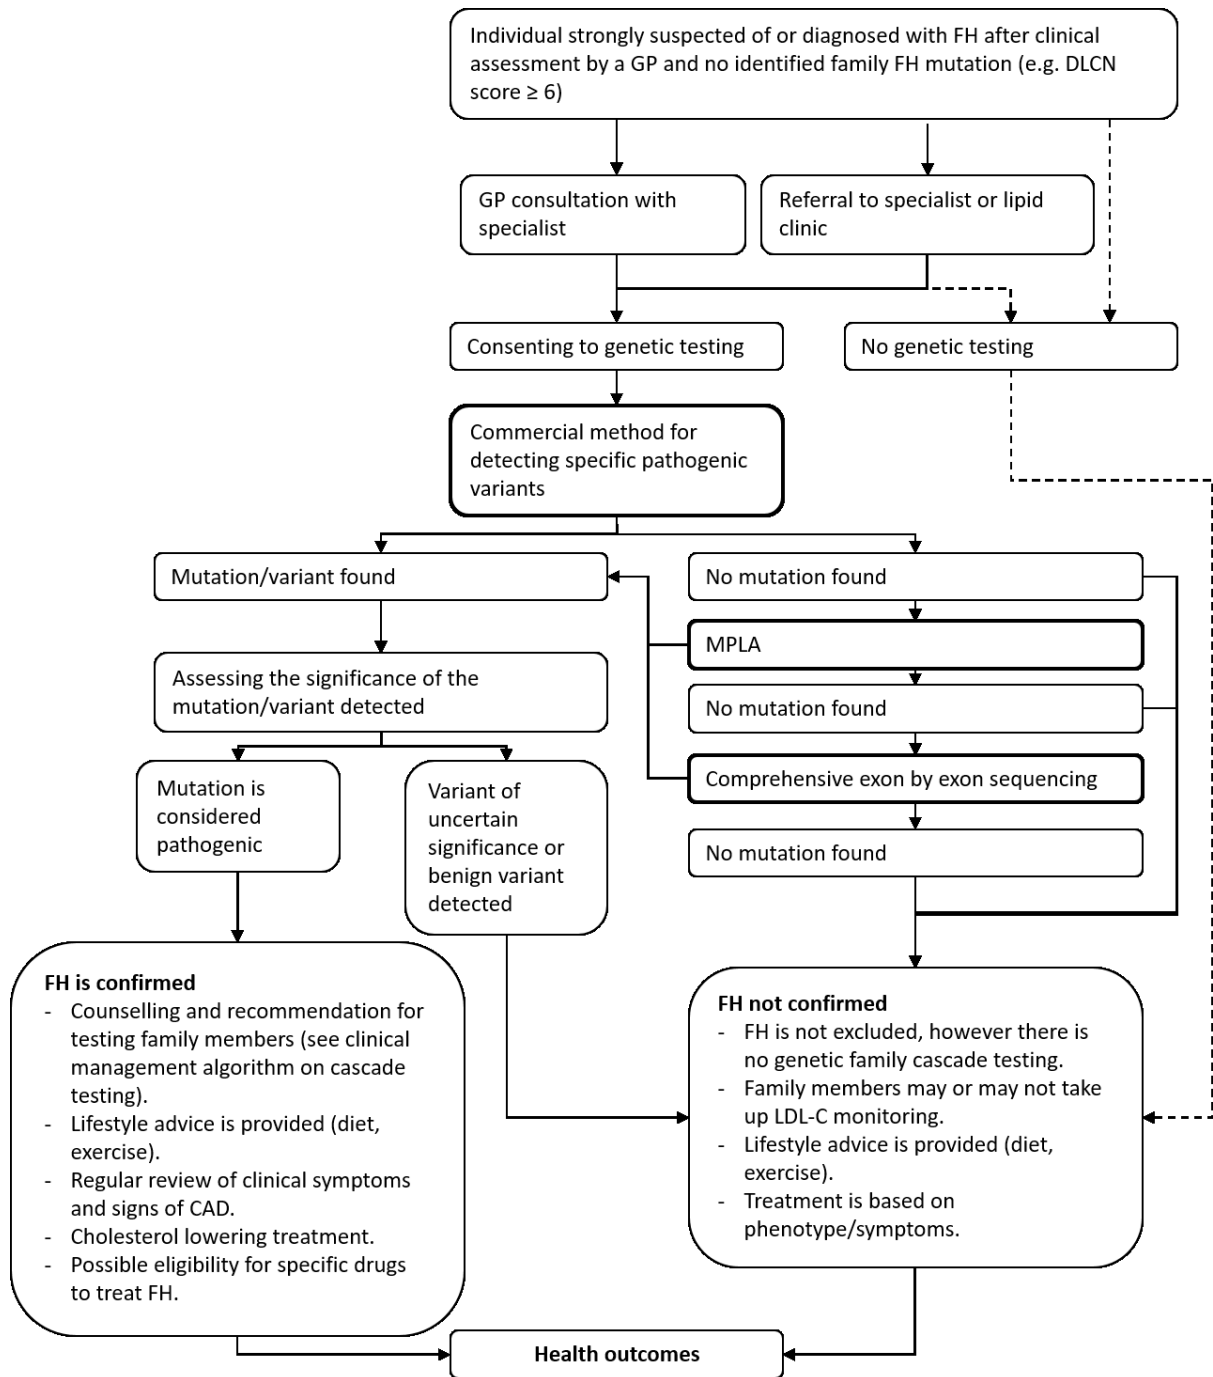 Individual strongly suspected of or diagnosed with FH after clinical
assessment by a GP and no identified family FH mutation (e.g. DLCN
score ≥ 6)
GP consultation with
specialist
Referral to specialist or lipid
clinic
Consenting to genetic testing
No genetic testing
Commercial method for
detecting specific pathogenic
variants
Mutation/variant found
No mutation found
MPLA
Assessing the significance of the
mutation/variant detected
No mutation found
Comprehensive exon by exon sequencing
Mutation is
considered
pathogenic
Variant of
uncertain
significance or
benign variant
detected
No mutation found
FH is confirmed
- Counselling and recommendation for
testing family members (see clinical
management algorithm on cascade
testing).
- Lifestyle advice is provided (diet,
exercise).
- Regular review of clinical symptoms
and signs of CAD.
- Cholesterol lowering treatment.
- Possible eligibility for specific drugs
to treat FH.
FH not confirmed
- FH is not excluded, however there is
no genetic family cascade testing.
- Family members may or may not take
up LDL-C monitoring.
- Lifestyle advice is provided (diet,
exercise).
- Treatment is based on
phenotype/symptoms.
Health outcomes